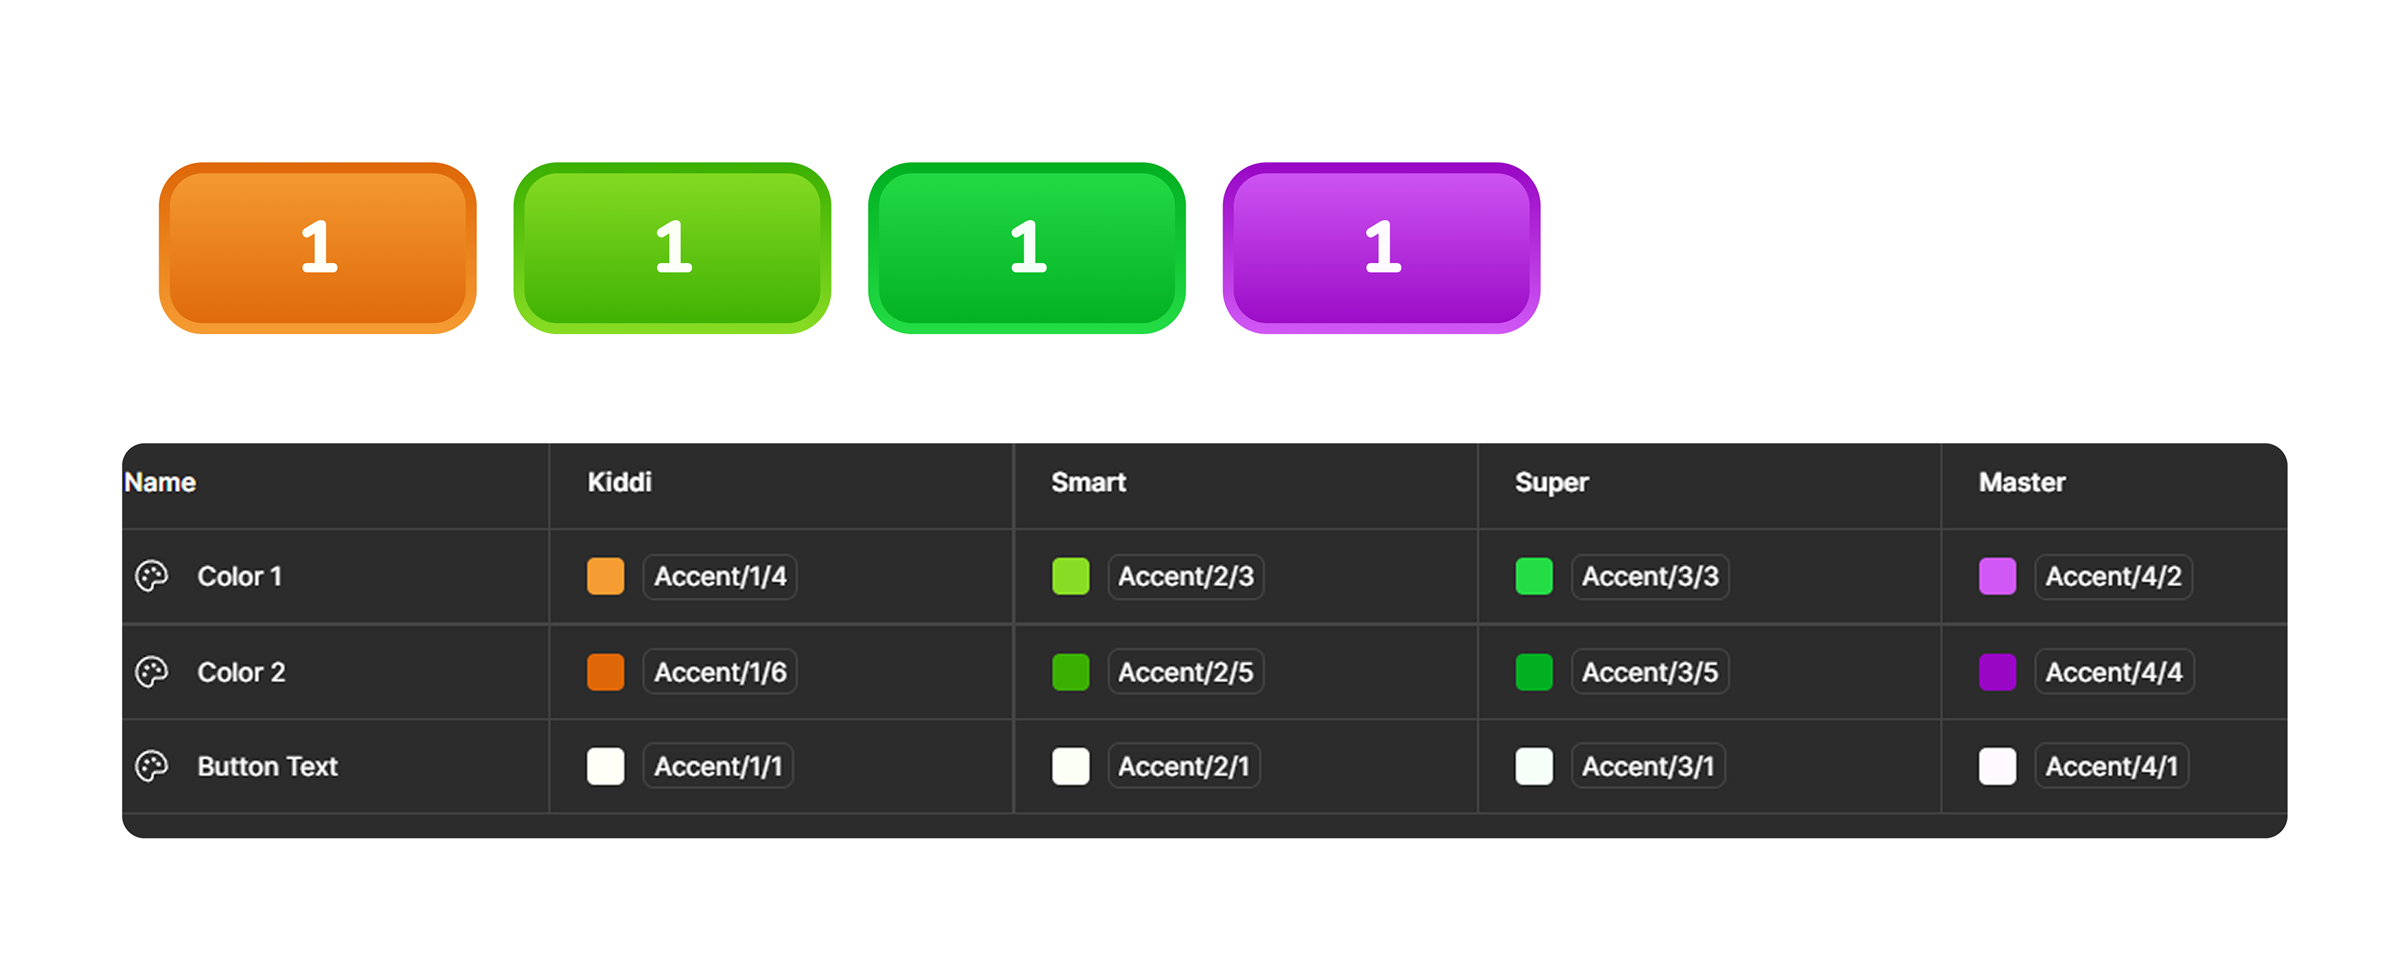 1 1 1 1
Name Kiddi Smart Super Master
Color 1 Accent/1/4 Accent/2/3 Accent/3/3 Accent/4/2
Color 2 Accent/1/6 Accent/2/5 Accent/3/5 Accent/4/4
Button Text Accent/1/1 Accent/2/1 Accent/3/1 Accent/4/1